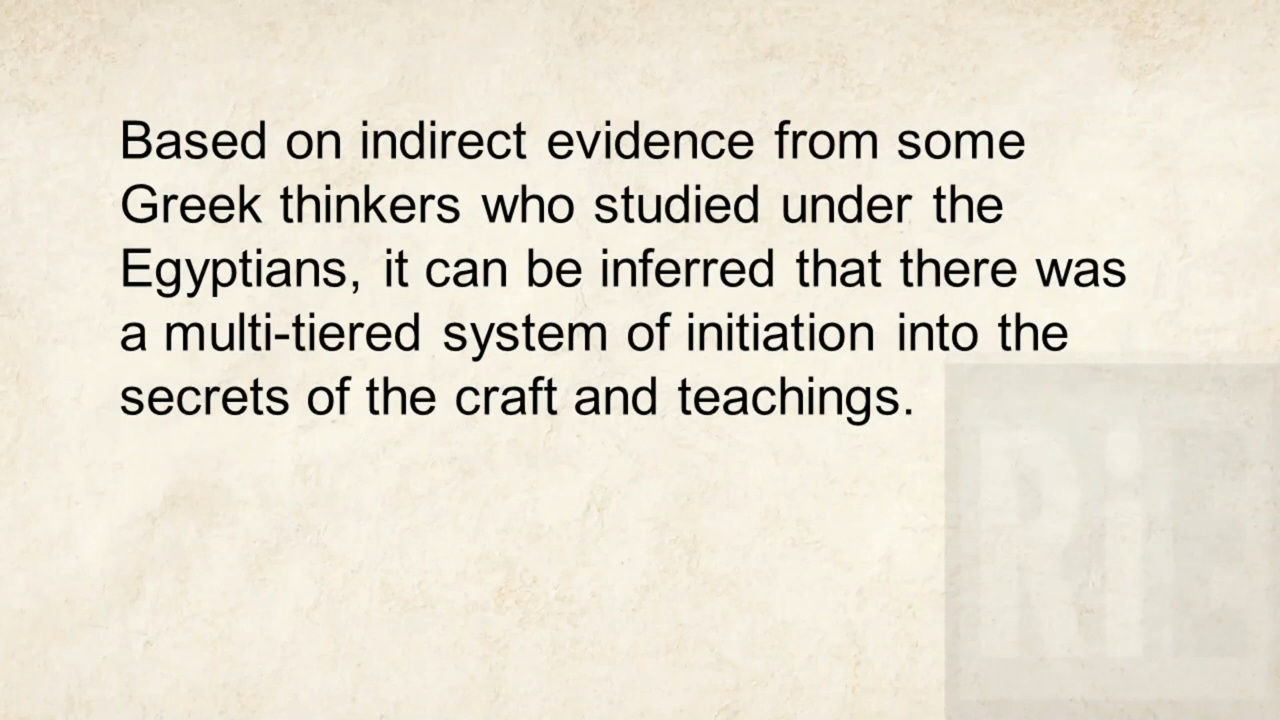 Based on indirect evidence from some
Greek thinkers who studied under the
Egyptians, it can be inferred that there was
a multi-tiered system of initiation into the
secrets of the craft and teachings.